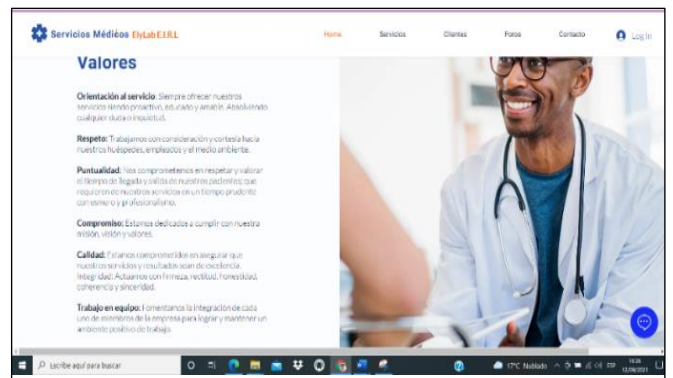 Servicios Médicos ElyLab E.I.R.L
Home Servicios Clientes Foros Contacto Log In
Valores
Orientación al servicio: Siempre ofrecer nuestros
servicios siendo proactivo, educado y amable. Absolviendo
cualquier duda o inquietud.
Respeto: Trabajamos con consideración y cortesía hacia
nuestros huéspedes, empleados y el medio ambiente.
Puntualidad: Nos comprometemos en respetar y valorar
el tiempo de llegada y salida de nuestros pacientes; que
requieren de nuestros servicios en un tiempo prudente
con esmero y profesionalismo.
Compromiso: Estamos dedicados a cumplir con nuestra
misión, visión y valores.
Calidad: Estamos comprometidos en asegurar que
nuestros servicios y resultados sean de excelencia.
Integridad: Actuamos con firmeza, rectitud, honestidad,
coherencia y sinceridad.
Trabajo en equipo: Fomentamos la integración de cada
uno de miembros de la empresa para lograr y mantener un
ambiente positivo de trabajo.
Escribe aquí para buscar
17°C Nublado ESP
12/08/2021